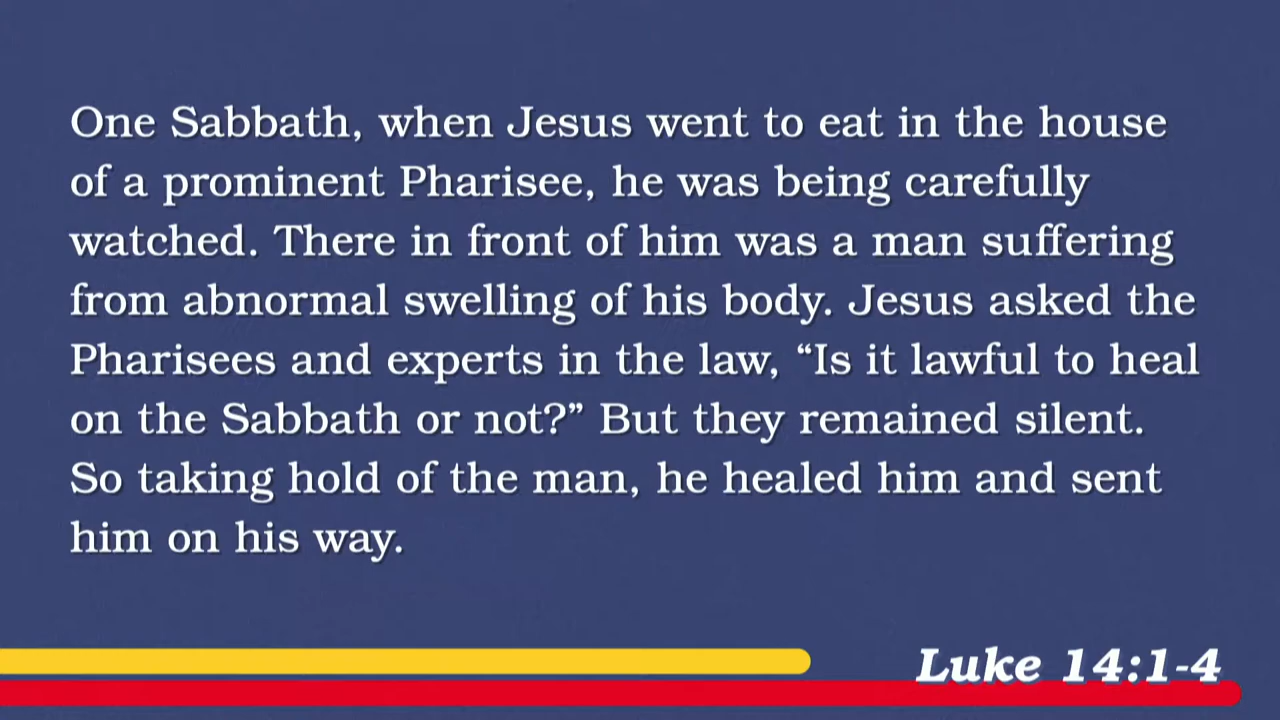 One Sabbath, when Jesus went to eat in the house
of a prominent Pharisee, he was being carefully
watched. There in front of him was a man suffering
from abnormal swelling of his body. Jesus asked the
Pharisees and experts in the law, “Is it lawful to heal
on the Sabbath or not?” But they remained silent.
So taking hold of the man, he healed him and sent
him on his way.
Luke 14:1-4